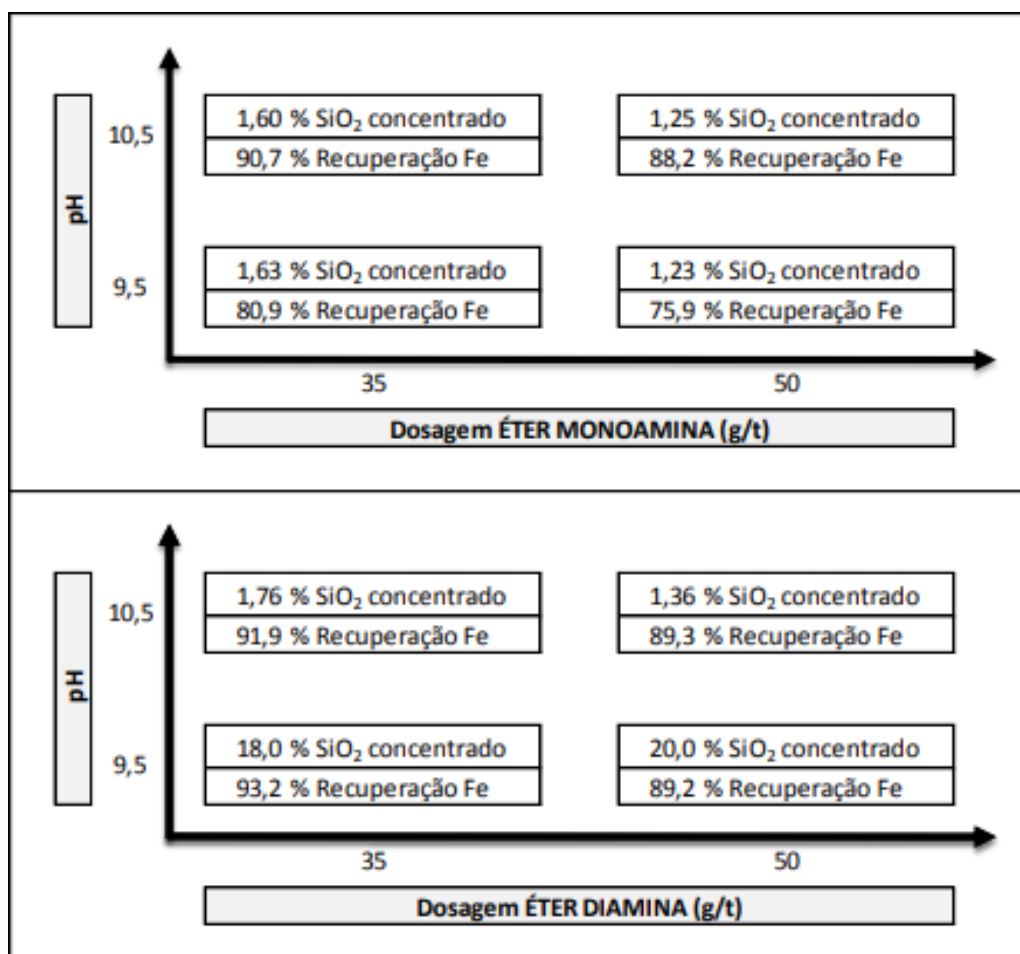 1,60 % SiO₂ concentrado
1,25 % SiO₂ concentrado
10,5
90,7 % Recuperação Fe
88,2 % Recuperação Fe
pH
1,63 % SiO₂ concentrado
1,23 % SiO₂ concentrado
9,5
80,9 % Recuperação Fe
75,9 % Recuperação Fe
35
50
Dosagem ÉTER MONOAMINA (g/t)
1,76 % SiO₂ concentrado
1,36 % SiO₂ concentrado
10,5
91,9 % Recuperação Fe
89,3 % Recuperação Fe
pH
18,0 % SiO₂ concentrado
20,0 % SiO₂ concentrado
9,5
93,2 % Recuperação Fe
89,2 % Recuperação Fe
35
50
Dosagem ÉTER DIAMINA (g/t)